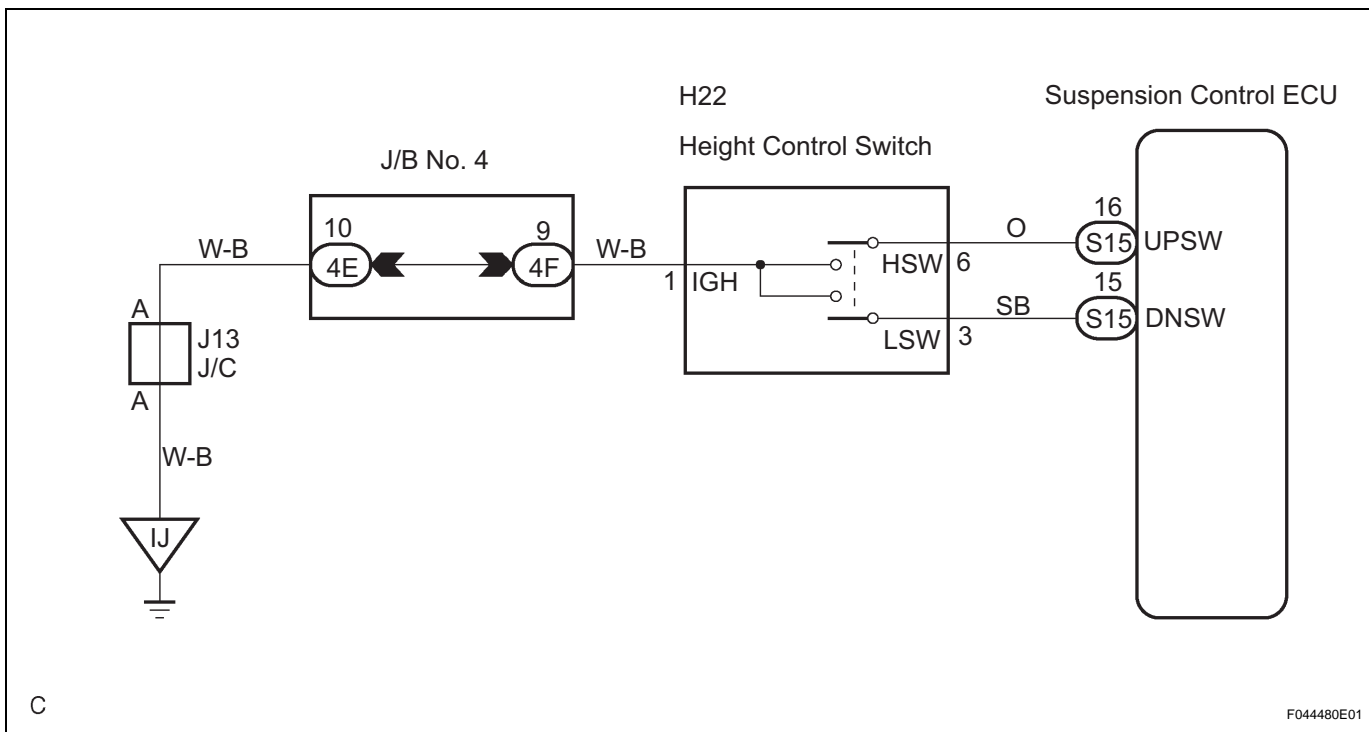 H22
Suspension Control ECU
Height Control Switch
J/B No. 4
10
9
16
W-B
4E
4F
W-B
1
IGH
HSW
6
O
S15
UPSW
15
A
J13
J/C
A
LSW
3
SB
S15
DNSW
W-B
IJ
C
F044480E01